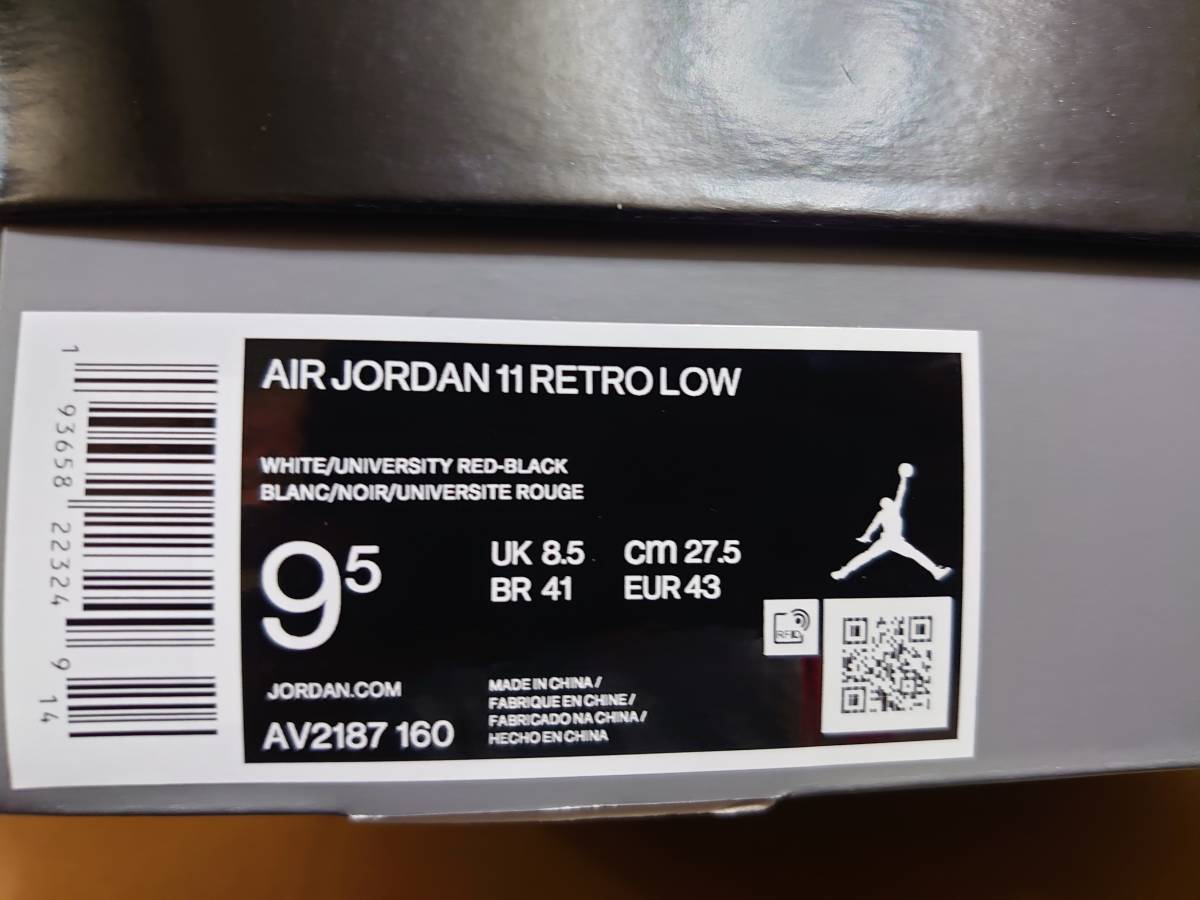 AIR JORDAN 11 RETRO LOW
WHITE/UNIVERSITY RED-BLACK
BLANC/NOIR/UNIVERSITE ROUGE
9 5
UK 8.5 cm 27.5
BR 41 EUR 43
RFID
JORDAN.COM
AV2187 160
MADE IN CHINA /
FABRIQUE EN CHINE /
FABRICADO NA CHINA /
HECHO EN CHINA
1 93658 22324 9 14